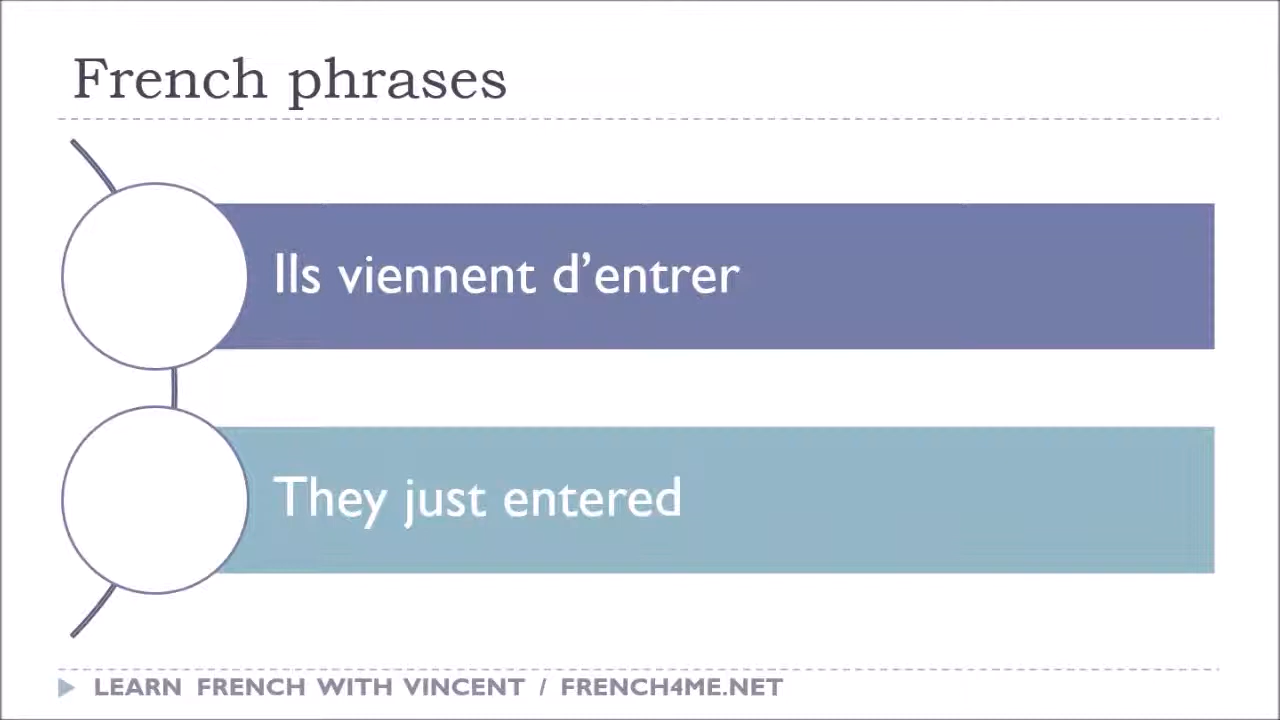 French phrases
Ils viennent d’entrer
They just entered
LEARN FRENCH WITH VINCENT / FRENCH4ME.NET